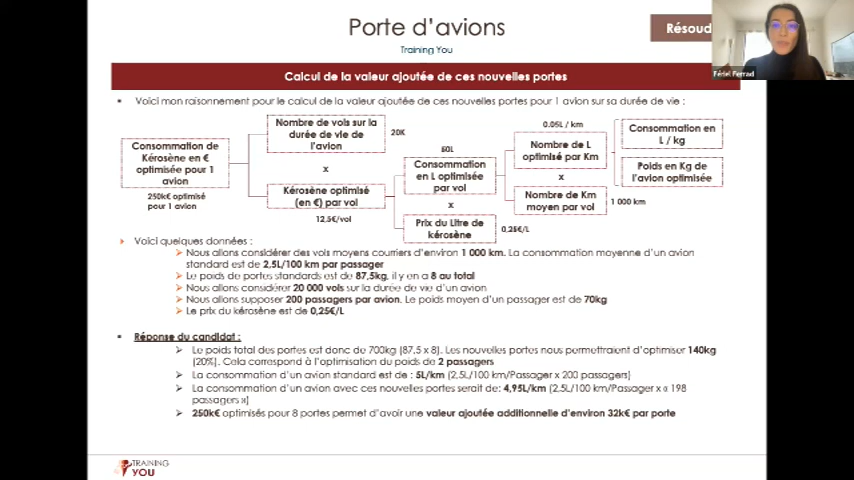 Porte d'avions
Training You
Résoud
Fériel Ferrad
Calcul de la valeur ajoutée de ces nouvelles portes
Voici mon raisonnement pour le calcul de la valeur ajoutée de ces nouvelles portes pour 1 avion sur sa durée de vie :
Consommation de
Kérosène en €
optimisée pour 1
avion
250k€ optimisé
pour 1 avion
Nombre de vols sur la
durée de vie de
l'avion
20K
x
Kérosène optimisé
(en €) par vol
12,5€/vol
50L
Consommation
en L optimisée
par vol
x
Prix du Litre de
kérosène
0,25€/L
0,05L / km
Nombre de L
optimisé par Km
x
Nombre de Km
moyen par vol
1 000 km
Consommation en
L / kg
Poids en Kg de
l'avion optimisée
Voici quelques données :
Nous allons considérer des vols moyens courriers d'environ 1 000 km. La consommation moyenne d'un avion
standard est de 2,5L/100 km par passager
Le poids de portes standards est de 87,5kg, il y en a 8 au total
Nous allons considérer 20 000 vols sur la durée de vie d'un avion
Nous allons supposer 200 passagers par avion. Le poids moyen d'un passager est de 70kg
Le prix du kérosène est de 0,25€/L
Réponse du candidat :
Le poids total des portes est donc de 700kg (87,5 x 8). Les nouvelles portes nous permettraient d'optimiser 140kg
(20%). Cela correspond à l'optimisation du poids de 2 passagers
La consommation d'un avion standard est de : 5L/km (2,5L/100 km/Passager x 200 passagers)
La consommation d'un avion avec ces nouvelles portes serait de: 4,95L/km (2,5L/100 km/Passager x « 198
passagers »)
250k€ optimisés pour 8 portes permet d'avoir une valeur ajoutée additionnelle d'environ 32k€ par porte
TRAINING
YOU